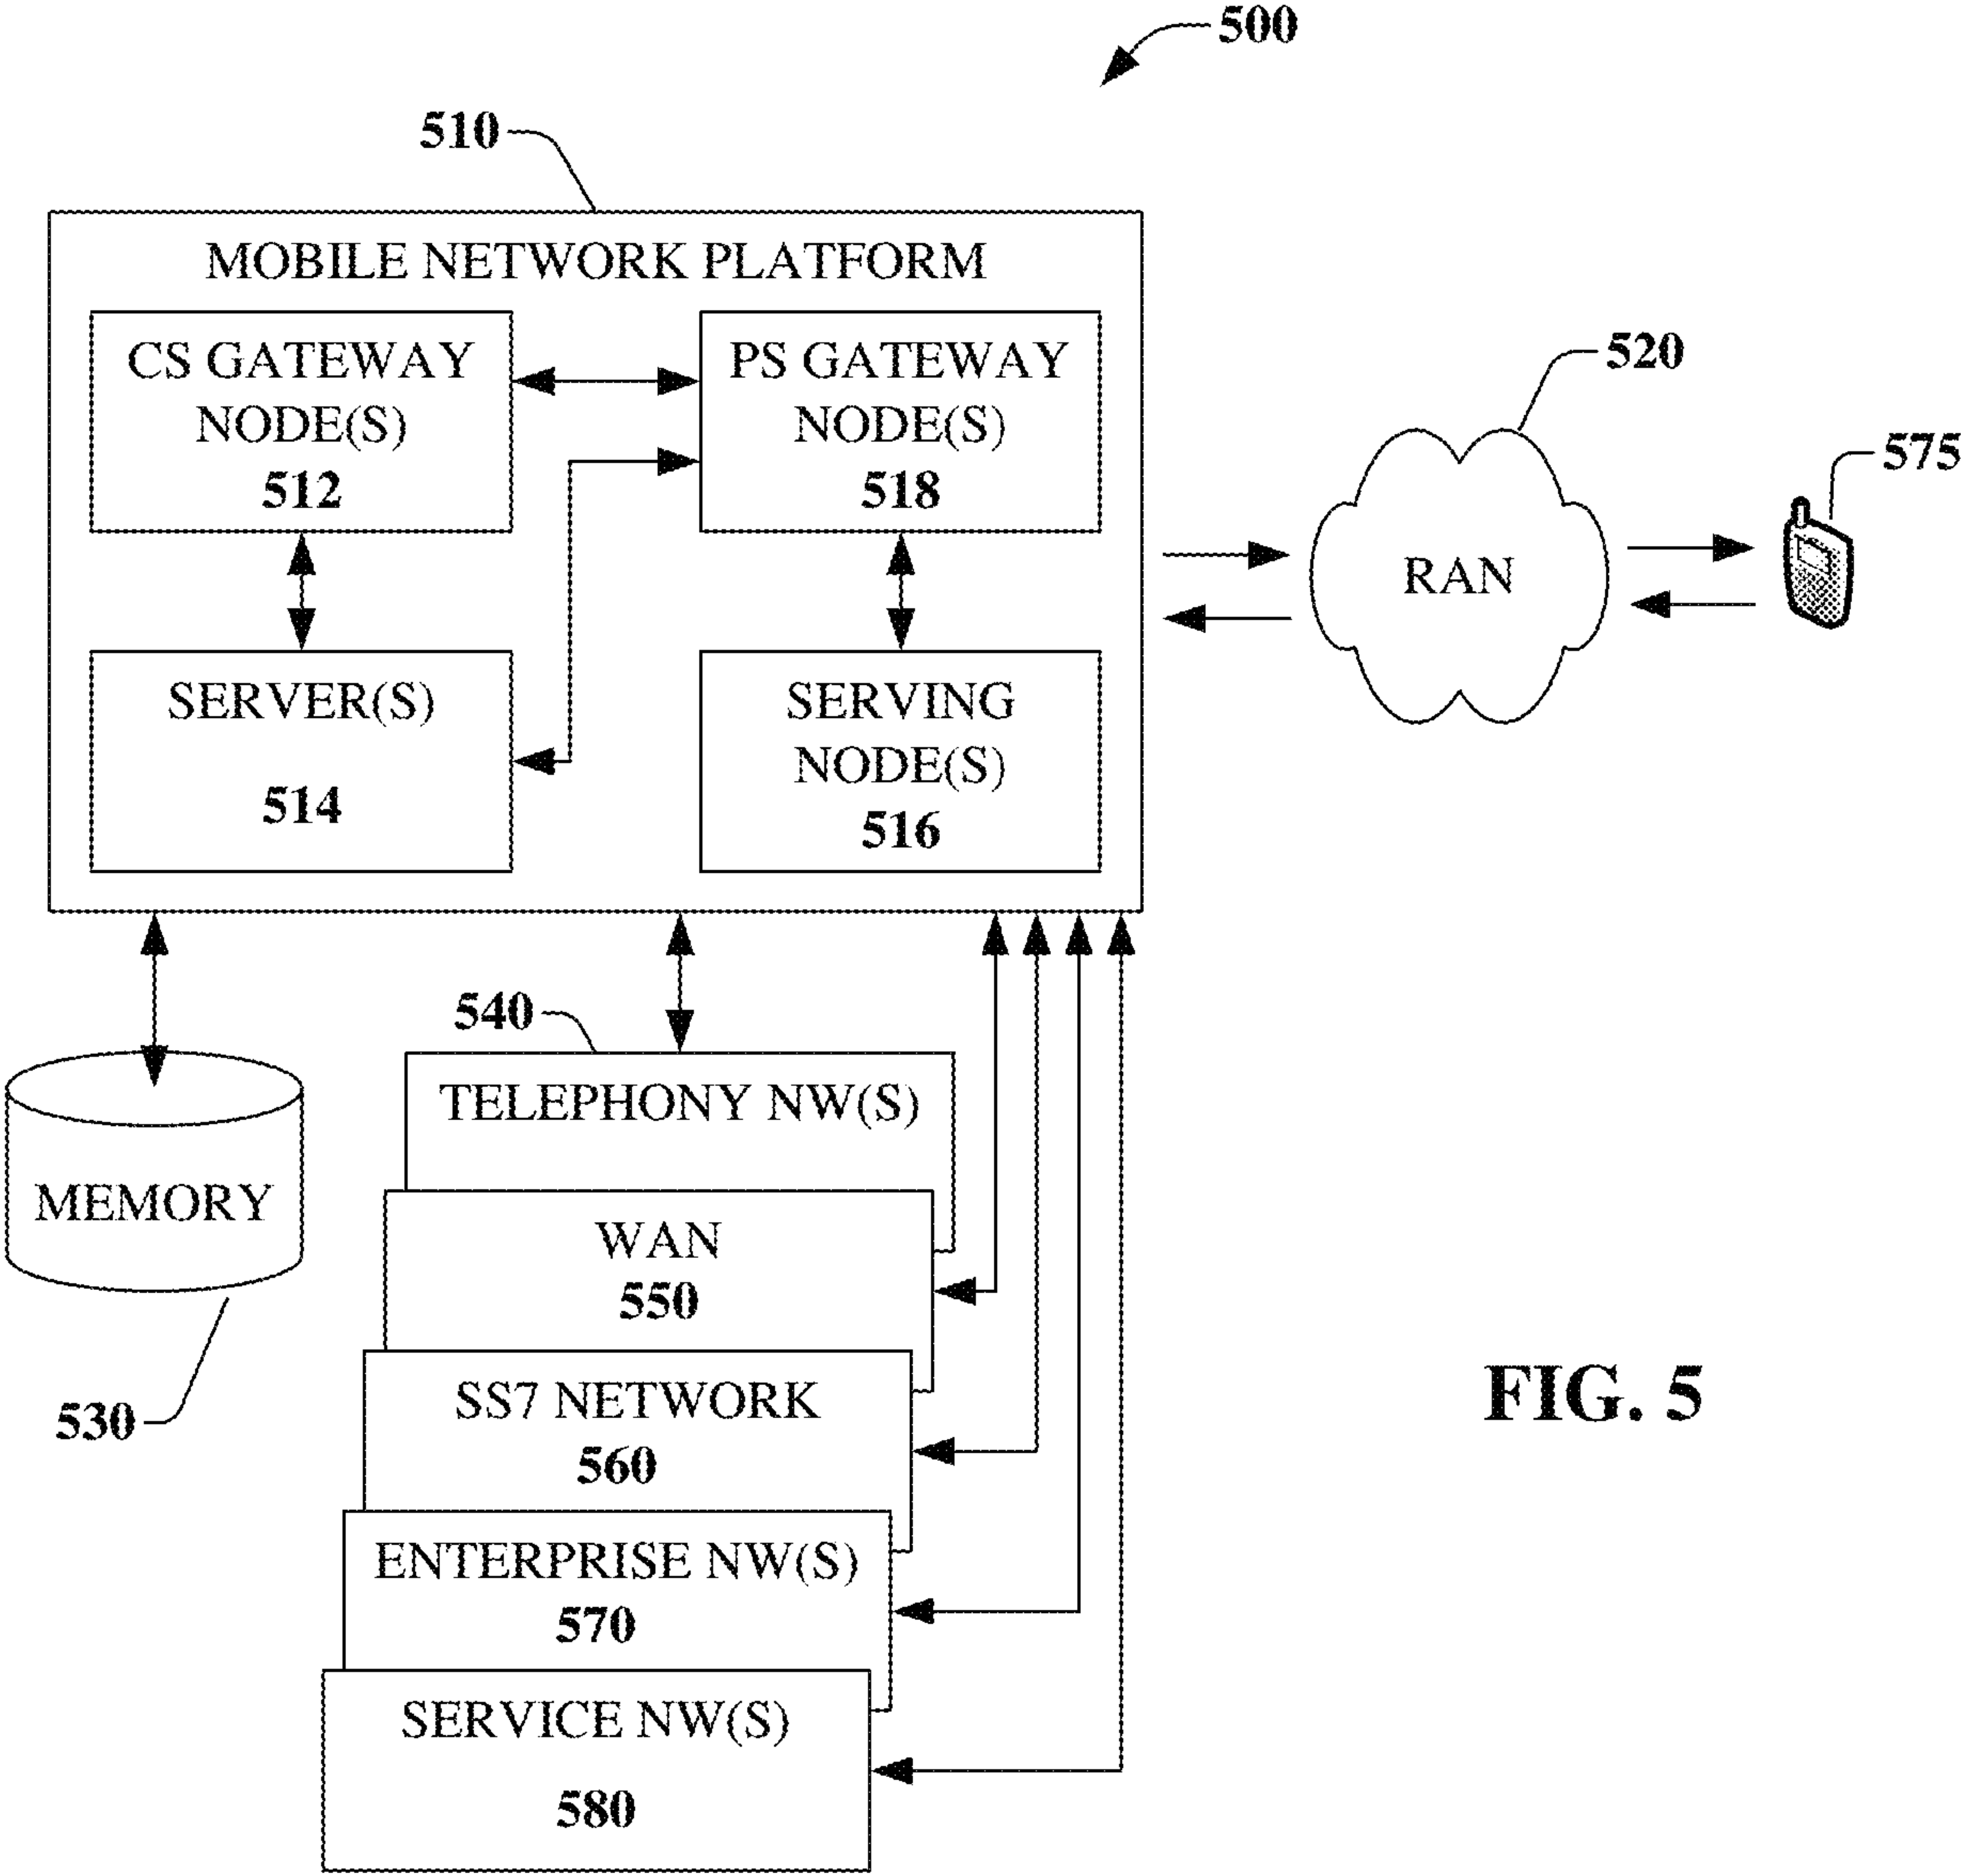 500
510
MOBILE NETWORK PLATFORM
CS GATEWAY
NODE(S)
512
PS GATEWAY
NODE(S)
518
SERVER(S)
514
SERVING
NODE(S)
516
520
RAN
575
540
TELEPHONY NW(S)
MEMORY
530
WAN
550
SS7 NETWORK
560
ENTERPRISE NW(S)
570
SERVICE NW(S)
580
FIG. 5